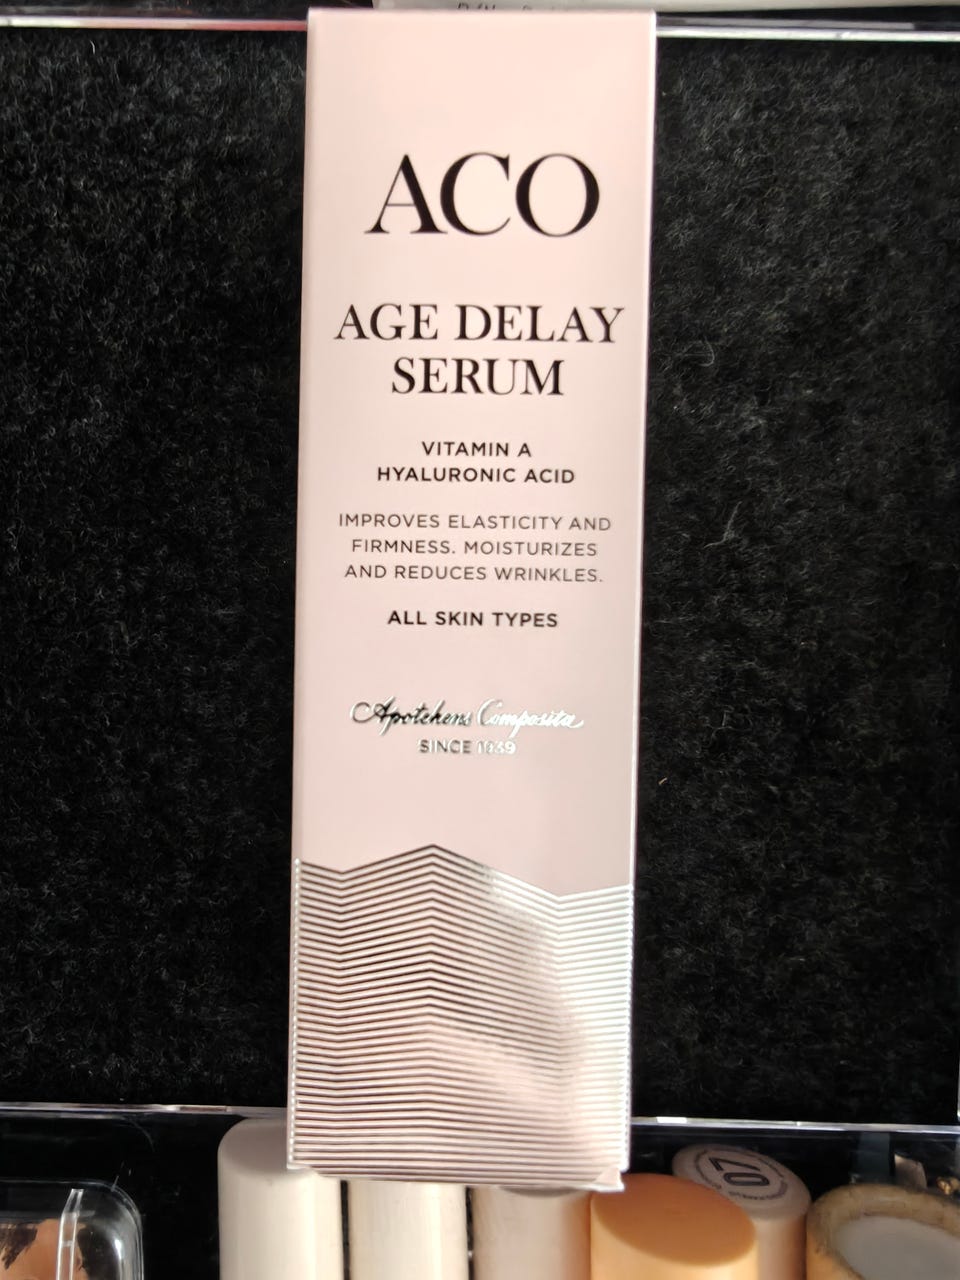 ACO
AGE DELAY
SERUM
VITAMIN A
HYALURONIC ACID
IMPROVES ELASTICITY AND
FIRMNESS. MOISTURIZES
AND REDUCES WRINKLES.
ALL SKIN TYPES
Apotekens Composita
SINCE 1939
07